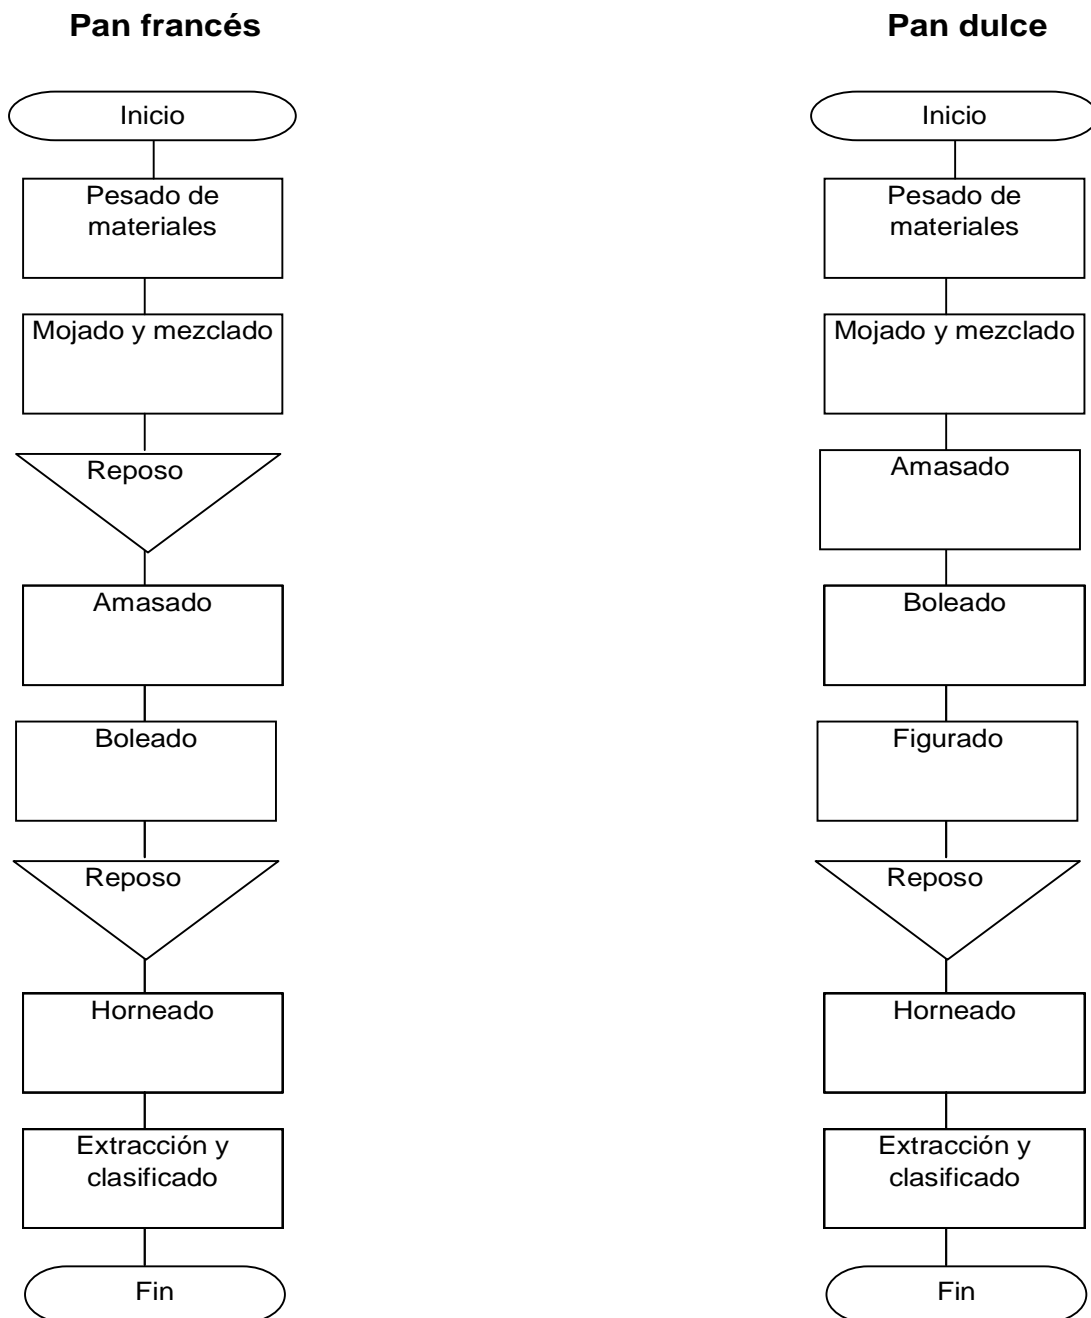 Pan francés
Inicio
Pesado de
materiales
Mojado y mezclado
Reposo
Amasado
Boleado
Reposo
Horneado
Extracción y
clasificado
Fin
Pan dulce
Inicio
Pesado de
materiales
Mojado y mezclado
Amasado
Boleado
Figurado
Reposo
Horneado
Extracción y
clasificado
Fin